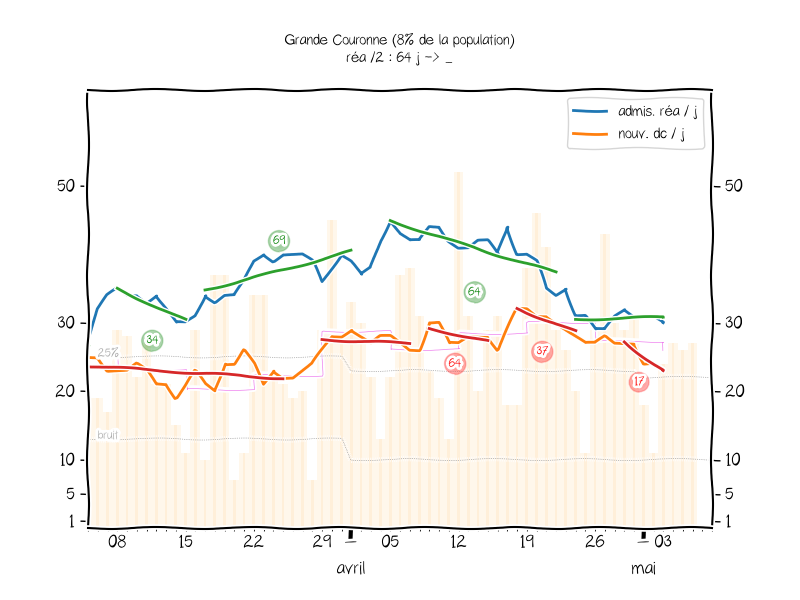 Grande Couronne (8% de la population)
réa /2 : 64 j -> _
admis. réa / j
nouv. dc / j
50
50
69
64
30
30
34
25%
37
64
17
20
20
bruit
10
10
5
5
1
1
08 15 22 29 05 12 19 26 03
avril mai